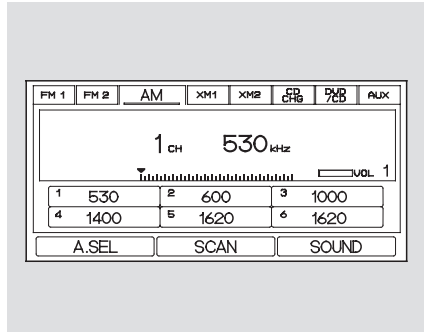 FM 1 FM 2 AM XM1 XM2 CD CHG DVD /CD AUX
1 CH 530 kHz
VOL 1
1 530 2 600 3 1000
4 1400 5 1620 6 1620
A.SEL SCAN SOUND